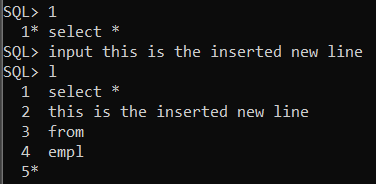 SQL> 1
  1* select *
SQL> input this is the inserted new line
SQL> l
  1  select *
  2  this is the inserted new line
  3  from
  4  empl
  5*